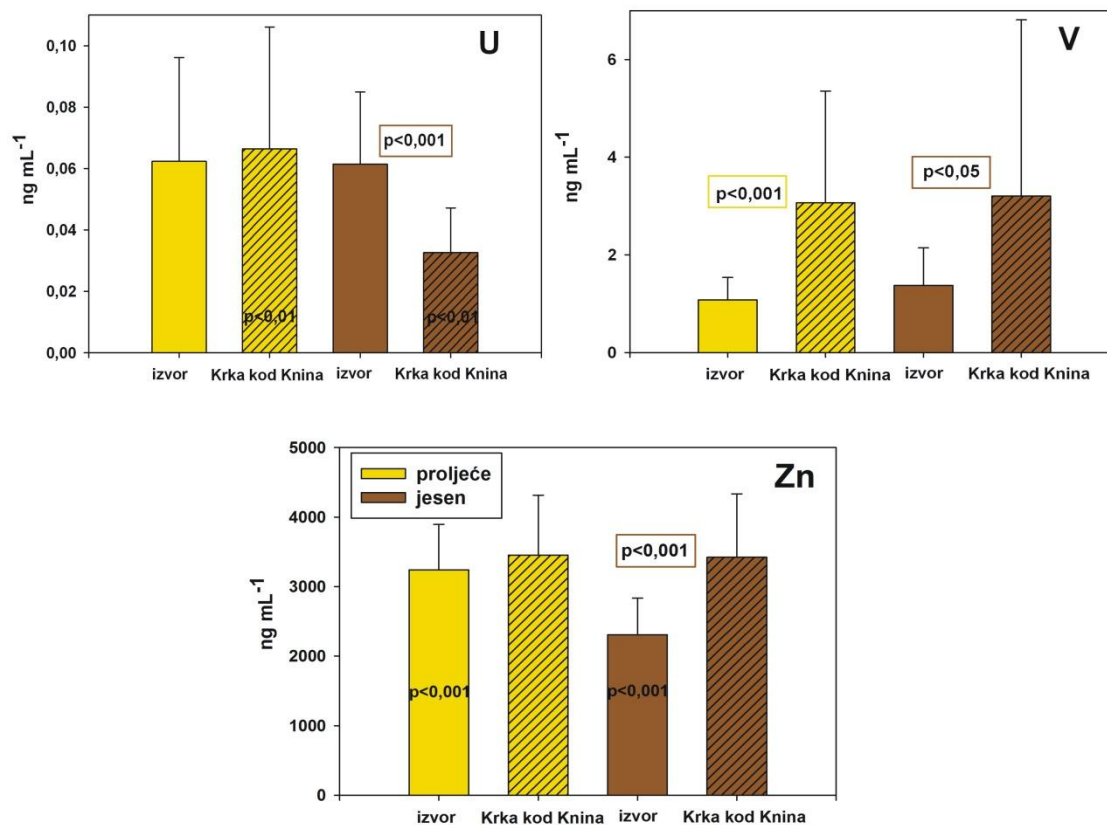 U
ng mL-1
0,10
0,08
0,06
0,04
0,02
0,00
p<0,001
p<0,01
p<0,01
izvor
Krka kod Knina
izvor
Krka kod Knina
V
ng mL-1
6
4
2
0
p<0,001
p<0,05
izvor
Krka kod Knina
izvor
Krka kod Knina
Zn
ng mL-1
5000
4000
3000
2000
1000
0
proljeće
jesen
p<0,001
p<0,001
p<0,001
izvor
Krka kod Knina
izvor
Krka kod Knina